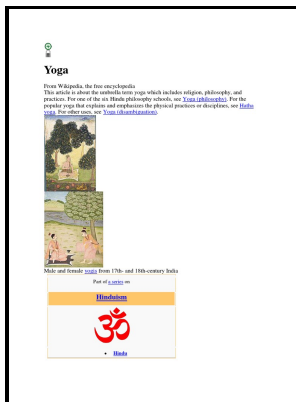 Yoga
From Wikipedia, the free encyclopedia
This article is about the umbrella term yoga which includes religion, philosophy, and
practices. For one of the six Hindu philosophy schools, see Yoga (philosophy). For the
popular yoga that explains and emphasizes the physical practices or disciplines, see Hatha
yoga. For other uses, see Yoga (disambiguation).
Male and female yogis from 17th- and 18th-century India
Part of a series on
Hinduism
ॐ
• Hindu